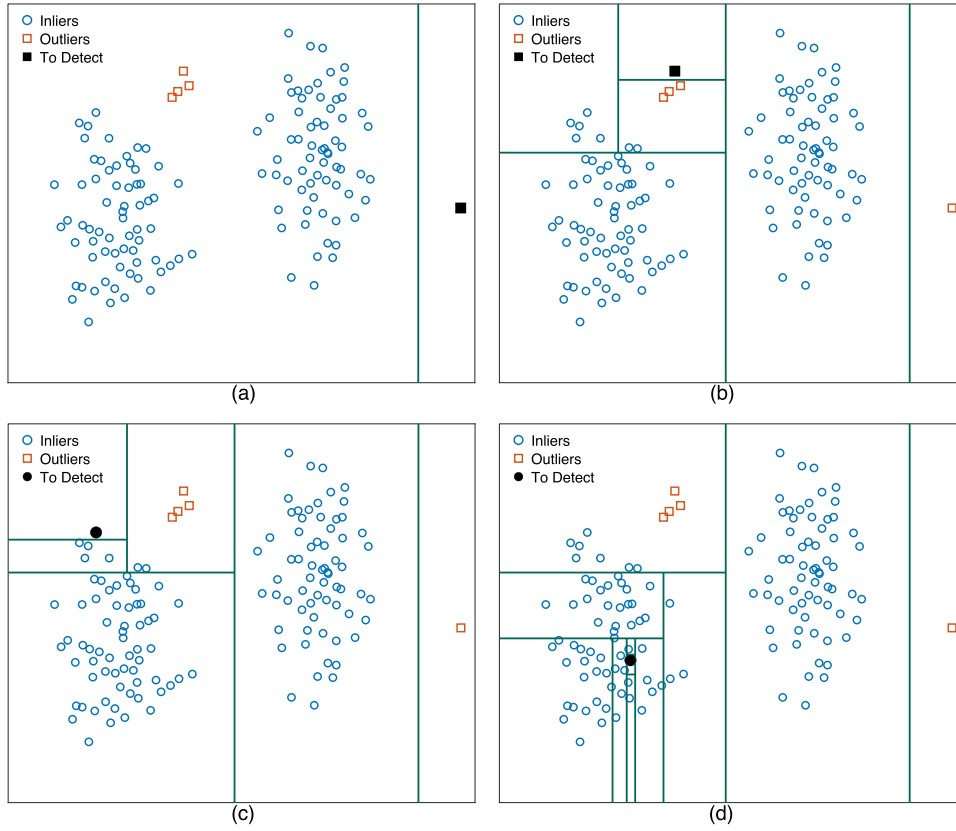 Inliers
Outliers
To Detect
(a)
Inliers
Outliers
To Detect
(b)
Inliers
Outliers
To Detect
(c)
Inliers
Outliers
To Detect
(d)